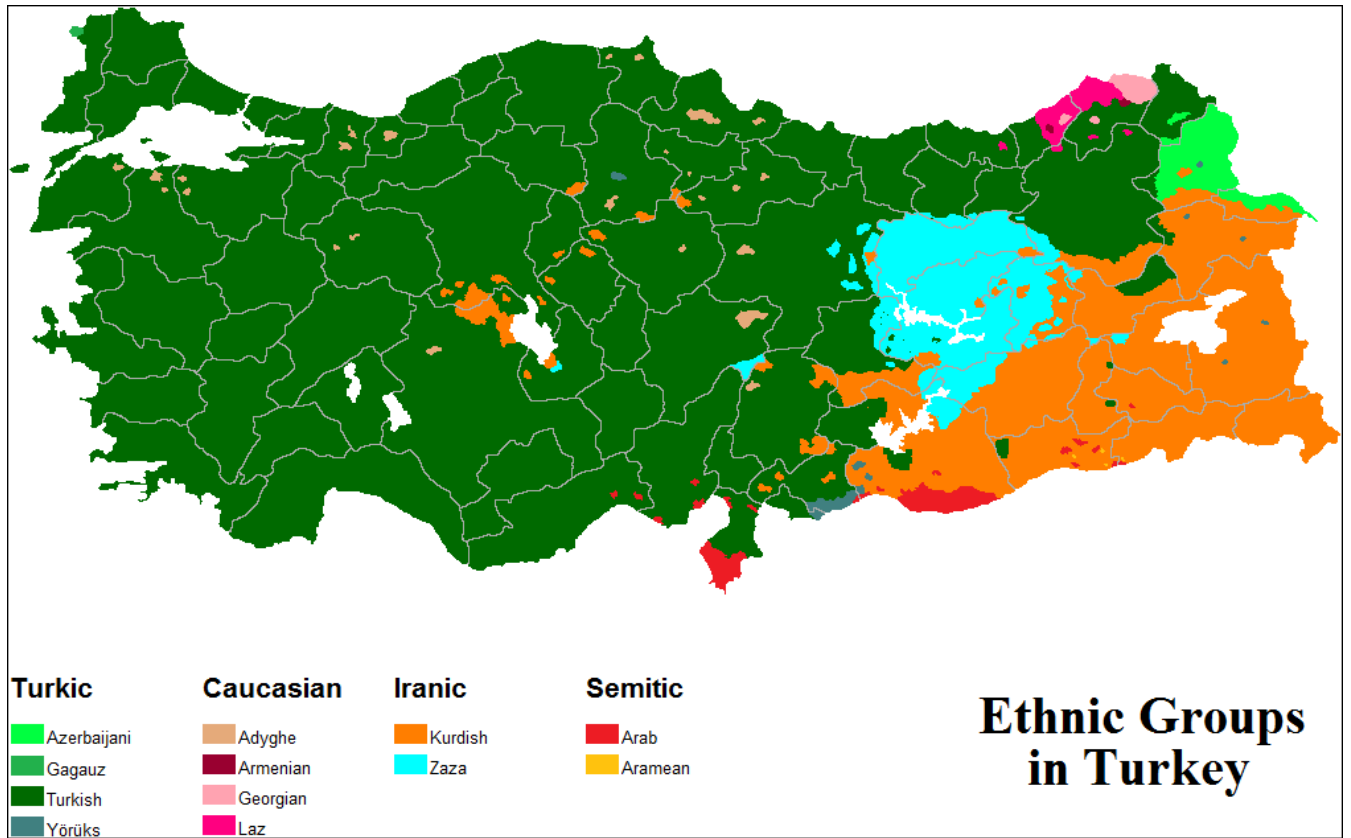 Turkic
Azerbaijani
Gagauz
Turkish
Yörüks
Caucasian
Adyghe
Armenian
Georgian
Laz
Iranic
Kurdish
Zaza
Semitic
Arab
Aramean
Ethnic Groups
in Turkey